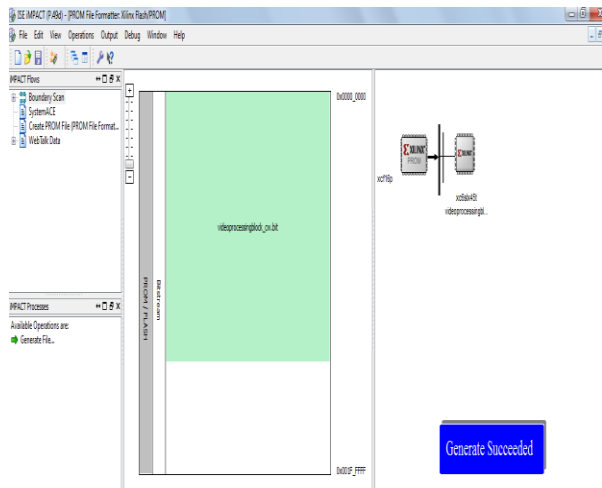 ISE iMPACT (P.49d) - [PROM File Formatter: Xilinx Flash/PROM]
File Edit View Operations Output Debug Window Help
iMPACT Flows
Boundary Scan
SystemACE
Create PROM File (PROM File Format...
WebTalk Data
iMPACT Processes
Available Operations are:
Generate File...
PROM / FLASH
Bitstream
videoprocessingblock_cw.bit
0x0000_0000
0x001F_FFFF
XILINX
PROM
xcf16p
XILINX
xc6slx45t
videoprocessingbl...
Generate Succeeded